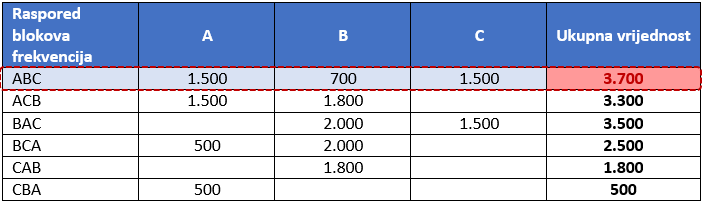 Raspored blokova frekvencija A B C Ukupna vrijednost
ABC 1.500 700 1.500 3.700
ACB 1.500 1.800 3.300
BAC 2.000 1.500 3.500
BCA 500 2.000 2.500
CAB 1.800 1.800
CBA 500 500